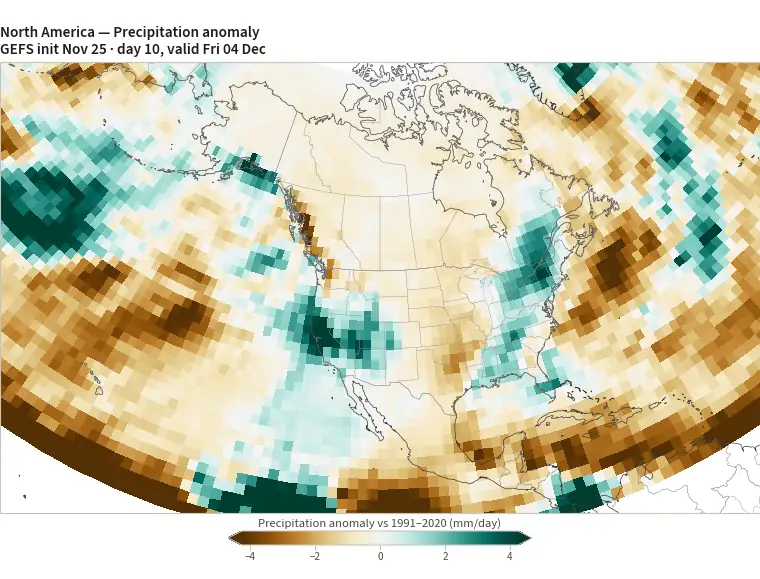 North America — Precipitation anomaly
GEFS init Nov 25 · day 10, valid Fri 04 Dec
Precipitation anomaly vs 1991–2020 (mm/day)
−4 −2 0 2 4